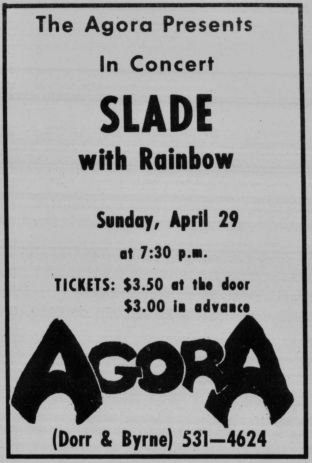 The Agora Presents
In Concert
SLADE
with Rainbow
Sunday, April 29
at 7:30 p.m.
TICKETS: $3.50 at the door
$3.00 in advance
AGORA
(Dorr & Byrne) 531—4624